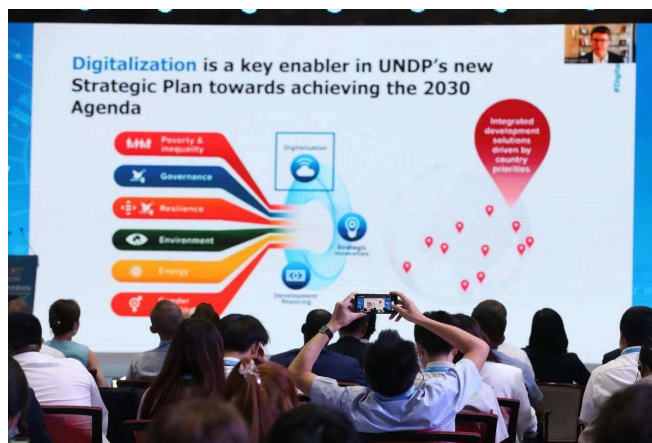 Digitalization is a key enabler in UNDP's new
Strategic Plan towards achieving the 2030
Agenda
Poverty &
inequality
Governance
Resilience
Environment
Energy
Gender
Digitalisation
Strategic
Innovation
Development
financing
Integrated
development
solutions
driven by
country
priorities